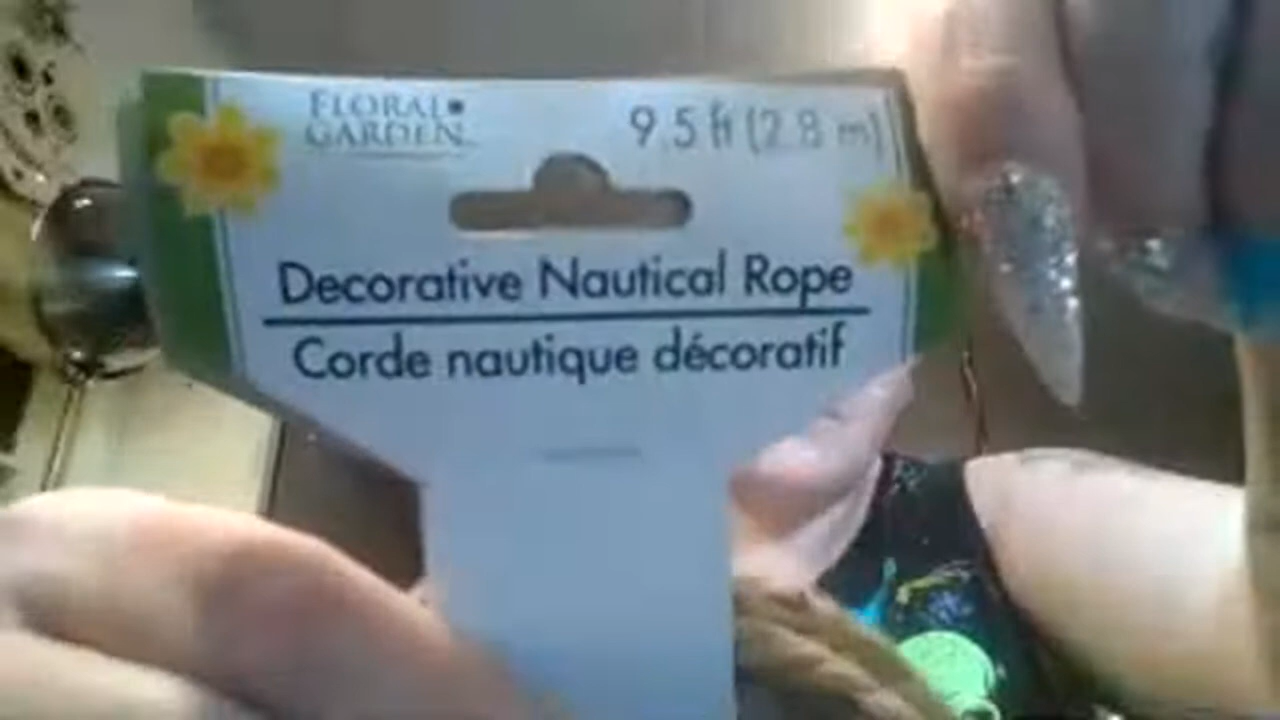 FLORAL
GARDEN
9.5 ft (2.8 m)
Decorative Nautical Rope
Corde nautique décoratif